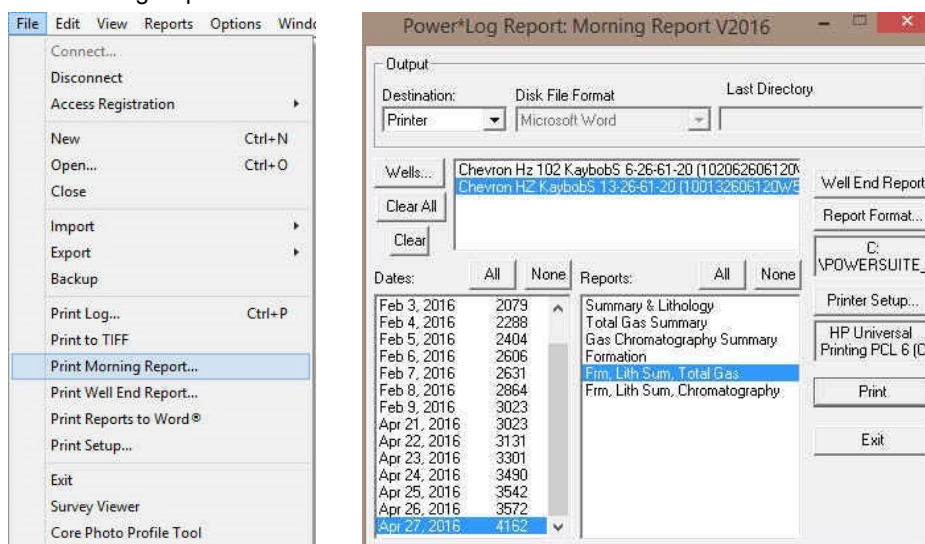 File Edit View Reports Options
Connect...
Disconnect
Access Registration
New Ctrl+N
Open... Ctrl+O
Close
Import
Export
Backup
Print Log... Ctrl+P
Print to TIFF
Print Morning Report...
Print Well End Report...
Print Reports to Word®
Print Setup...
Exit
Survey Viewer
Core Photo Profile Tool
Power*Log Report: Morning Report V2016
Output
Destination: Disk File Format Last Directory
Printer Microsoft Word
Wells...
Clear All
Clear
Chevron Hz 102 KaybobS 6-26-61-20
Chevron HZ KaybobS 13-26-61-20 (100132606120W5
Well End Report
Report Format...
C:
\POWERSUITE_
Printer Setup...
HP Universal
Printing PCL 6
Print
Exit
Dates: All None Reports: All None
Feb 3, 2016 2079
Feb 4, 2016 2288
Feb 5, 2016 2404
Feb 6, 2016 2606
Feb 7, 2016 2631
Feb 8, 2016 2864
Feb 9, 2016 3023
Apr 21, 2016 3023
Apr 22, 2016 3131
Apr 23, 2016 3301
Apr 24, 2016 3490
Apr 25, 2016 3542
Apr 26, 2016 3572
Apr 27, 2016 4162
Summary & Lithology
Total Gas Summary
Gas Chromatography Summary
Formation
Frm, Lith Sum, Total Gas
Frm, Lith Sum, Chromatography